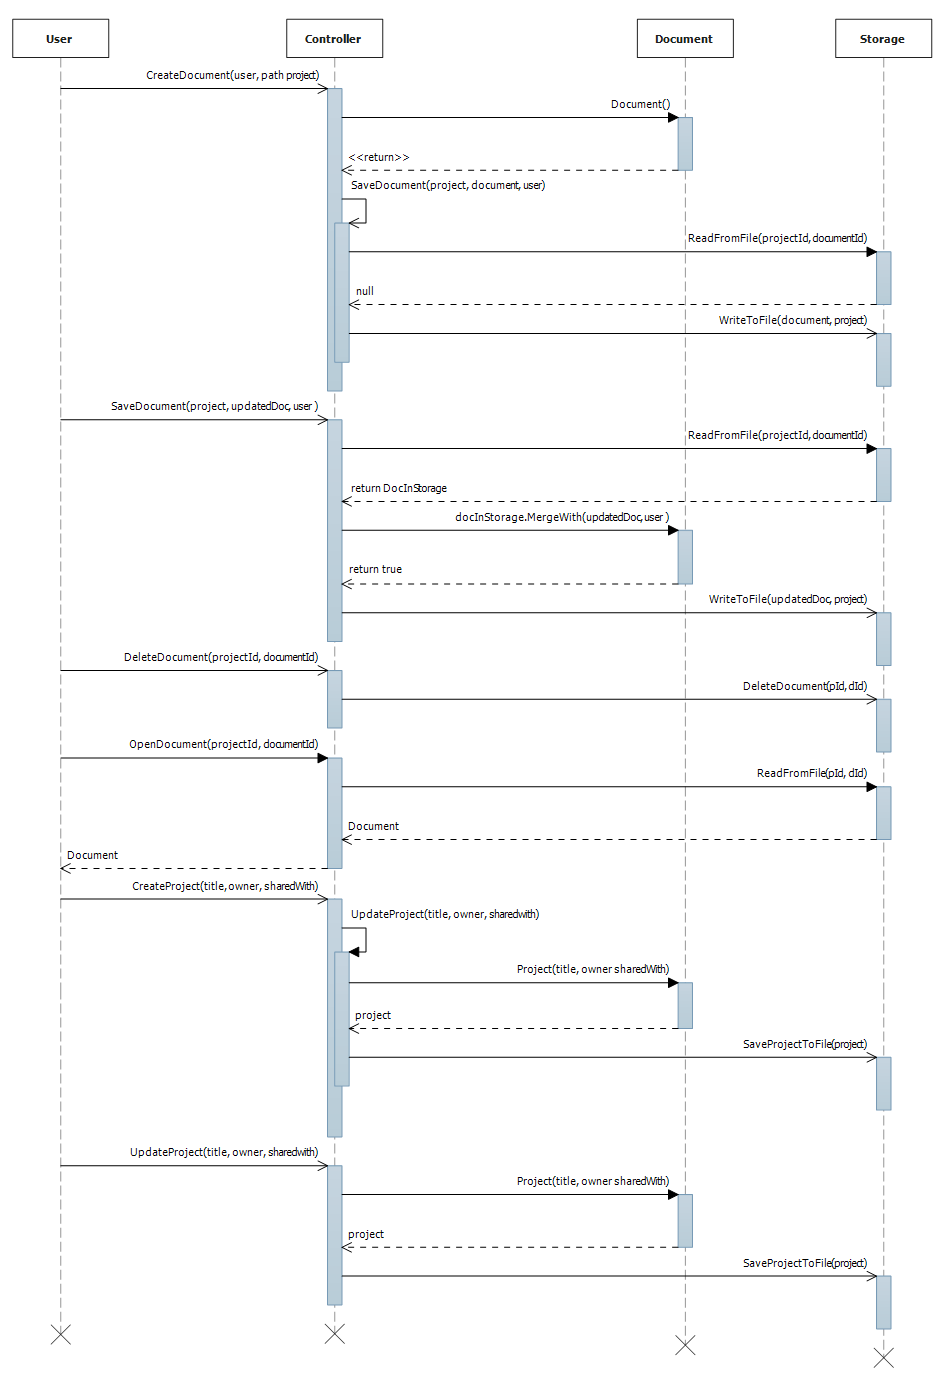 User
Controller
Document
Storage
CreateDocument(user, path project)
Document()
<<return>>
SaveDocument(project, document, user)
ReadFromFile(projectId, documentId)
null
WriteToFile(document, project)
SaveDocument(project, updatedDoc, user )
ReadFromFile(projectId, documentId)
return DocInStorage
docInStorage.MergeWith(updatedDoc, user )
return true
WriteToFile(updatedDoc, project)
DeleteDocument(projectId, documentId)
DeleteDocument(pId, dId)
OpenDocument(projectId, documentId)
ReadFromFile(pId, dId)
Document
Document
CreateProject(title, owner, sharedWith)
UpdateProject(title, owner, sharedwith)
Project(title, owner sharedWith)
project
SaveProjectToFile(project)
UpdateProject(title, owner, sharedwith)
Project(title, owner sharedWith)
project
SaveProjectToFile(project)